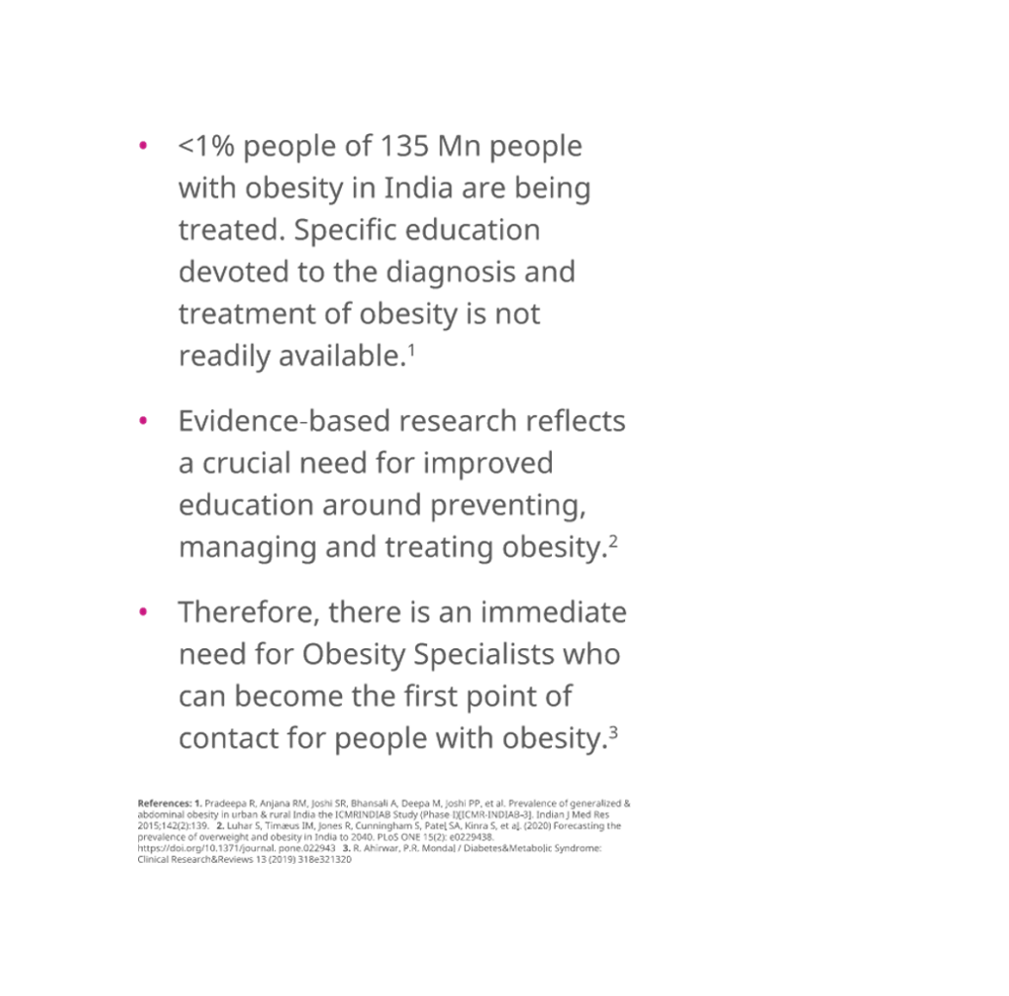 • <1% people of 135 Mn people
with obesity in India are being
treated. Specific education
devoted to the diagnosis and
treatment of obesity is not
readily available.1
• Evidence-based research reflects
a crucial need for improved
education around preventing,
managing and treating obesity.2
• Therefore, there is an immediate
need for Obesity Specialists who
can become the first point of
contact for people with obesity.3
References: 1. Pradeepa R, Anjana RM, Joshi SR, Bhansali A, Deepa M, Joshi PP, et al. Prevalence of generalized &
abdominal obesity in urban & rural India the ICMRINDIAB Study (Phase I)[ICMR-INDIAB-3]. Indian J Med Res
2015;142(2):139. 2. Luhar S, Timæus IM, Jones R, Cunningham S, Patel SA, Kinra S, et al. (2020) Forecasting the
prevalence of overweight and obesity in India to 2040. PLoS ONE 15(2): e0229438.
https://doi.org/10.1371/journal. pone.022943 3. R. Ahirwar, P.R. Mondal / Diabetes&Metabolic Syndrome:
Clinical Research&Reviews 13 (2019) 318e321320